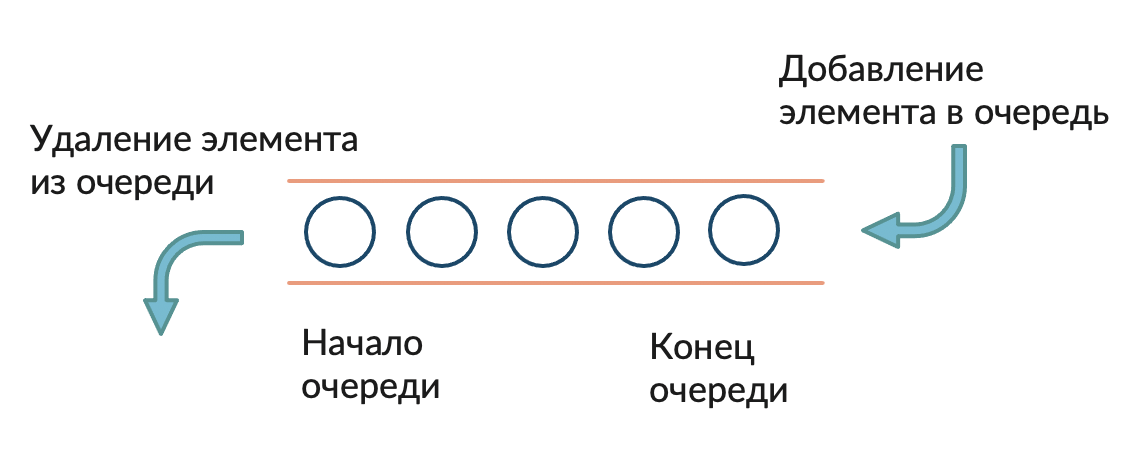 Добавление
элемента в очередь
Удаление элемента
из очереди
Начало
очереди
Конец
очереди